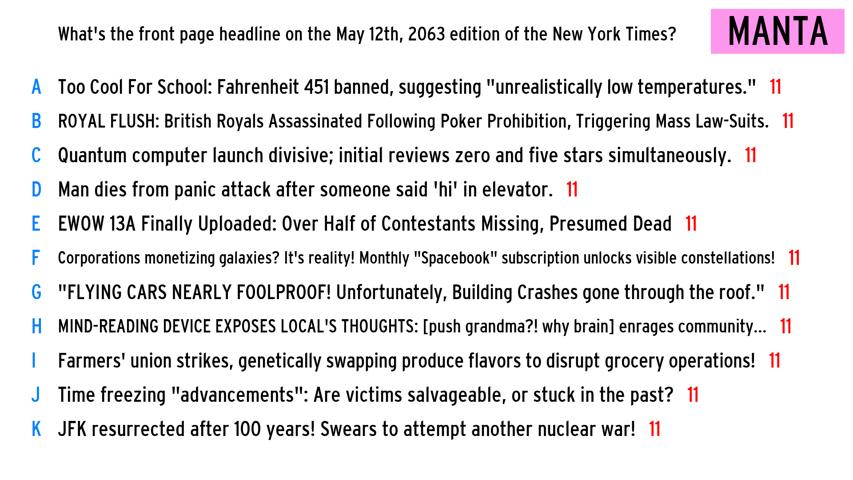 What's the front page headline on the May 12th, 2063 edition of the New York Times?
MANTA
A Too Cool For School: Fahrenheit 451 banned, suggesting "unrealistically low temperatures." 11
B ROYAL FLUSH: British Royals Assassinated Following Poker Prohibition, Triggering Mass Law-Suits. 11
C Quantum computer launch divisive; initial reviews zero and five stars simultaneously. 11
D Man dies from panic attack after someone said 'hi' in elevator. 11
E EWOW 13A Finally Uploaded: Over Half of Contestants Missing, Presumed Dead 11
F Corporations monetizing galaxies? It's reality! Monthly "Spacebook" subscription unlocks visible constellations! 11
G "FLYING CARS NEARLY FOOLPROOF! Unfortunately, Building Crashes gone through the roof." 11
H MIND-READING DEVICE EXPOSES LOCAL'S THOUGHTS: [push grandma?! why brain] enrages community... 11
I Farmers' union strikes, genetically swapping produce flavors to disrupt grocery operations! 11
J Time freezing "advancements": Are victims salvageable, or stuck in the past? 11
K JFK resurrected after 100 years! Swears to attempt another nuclear war! 11